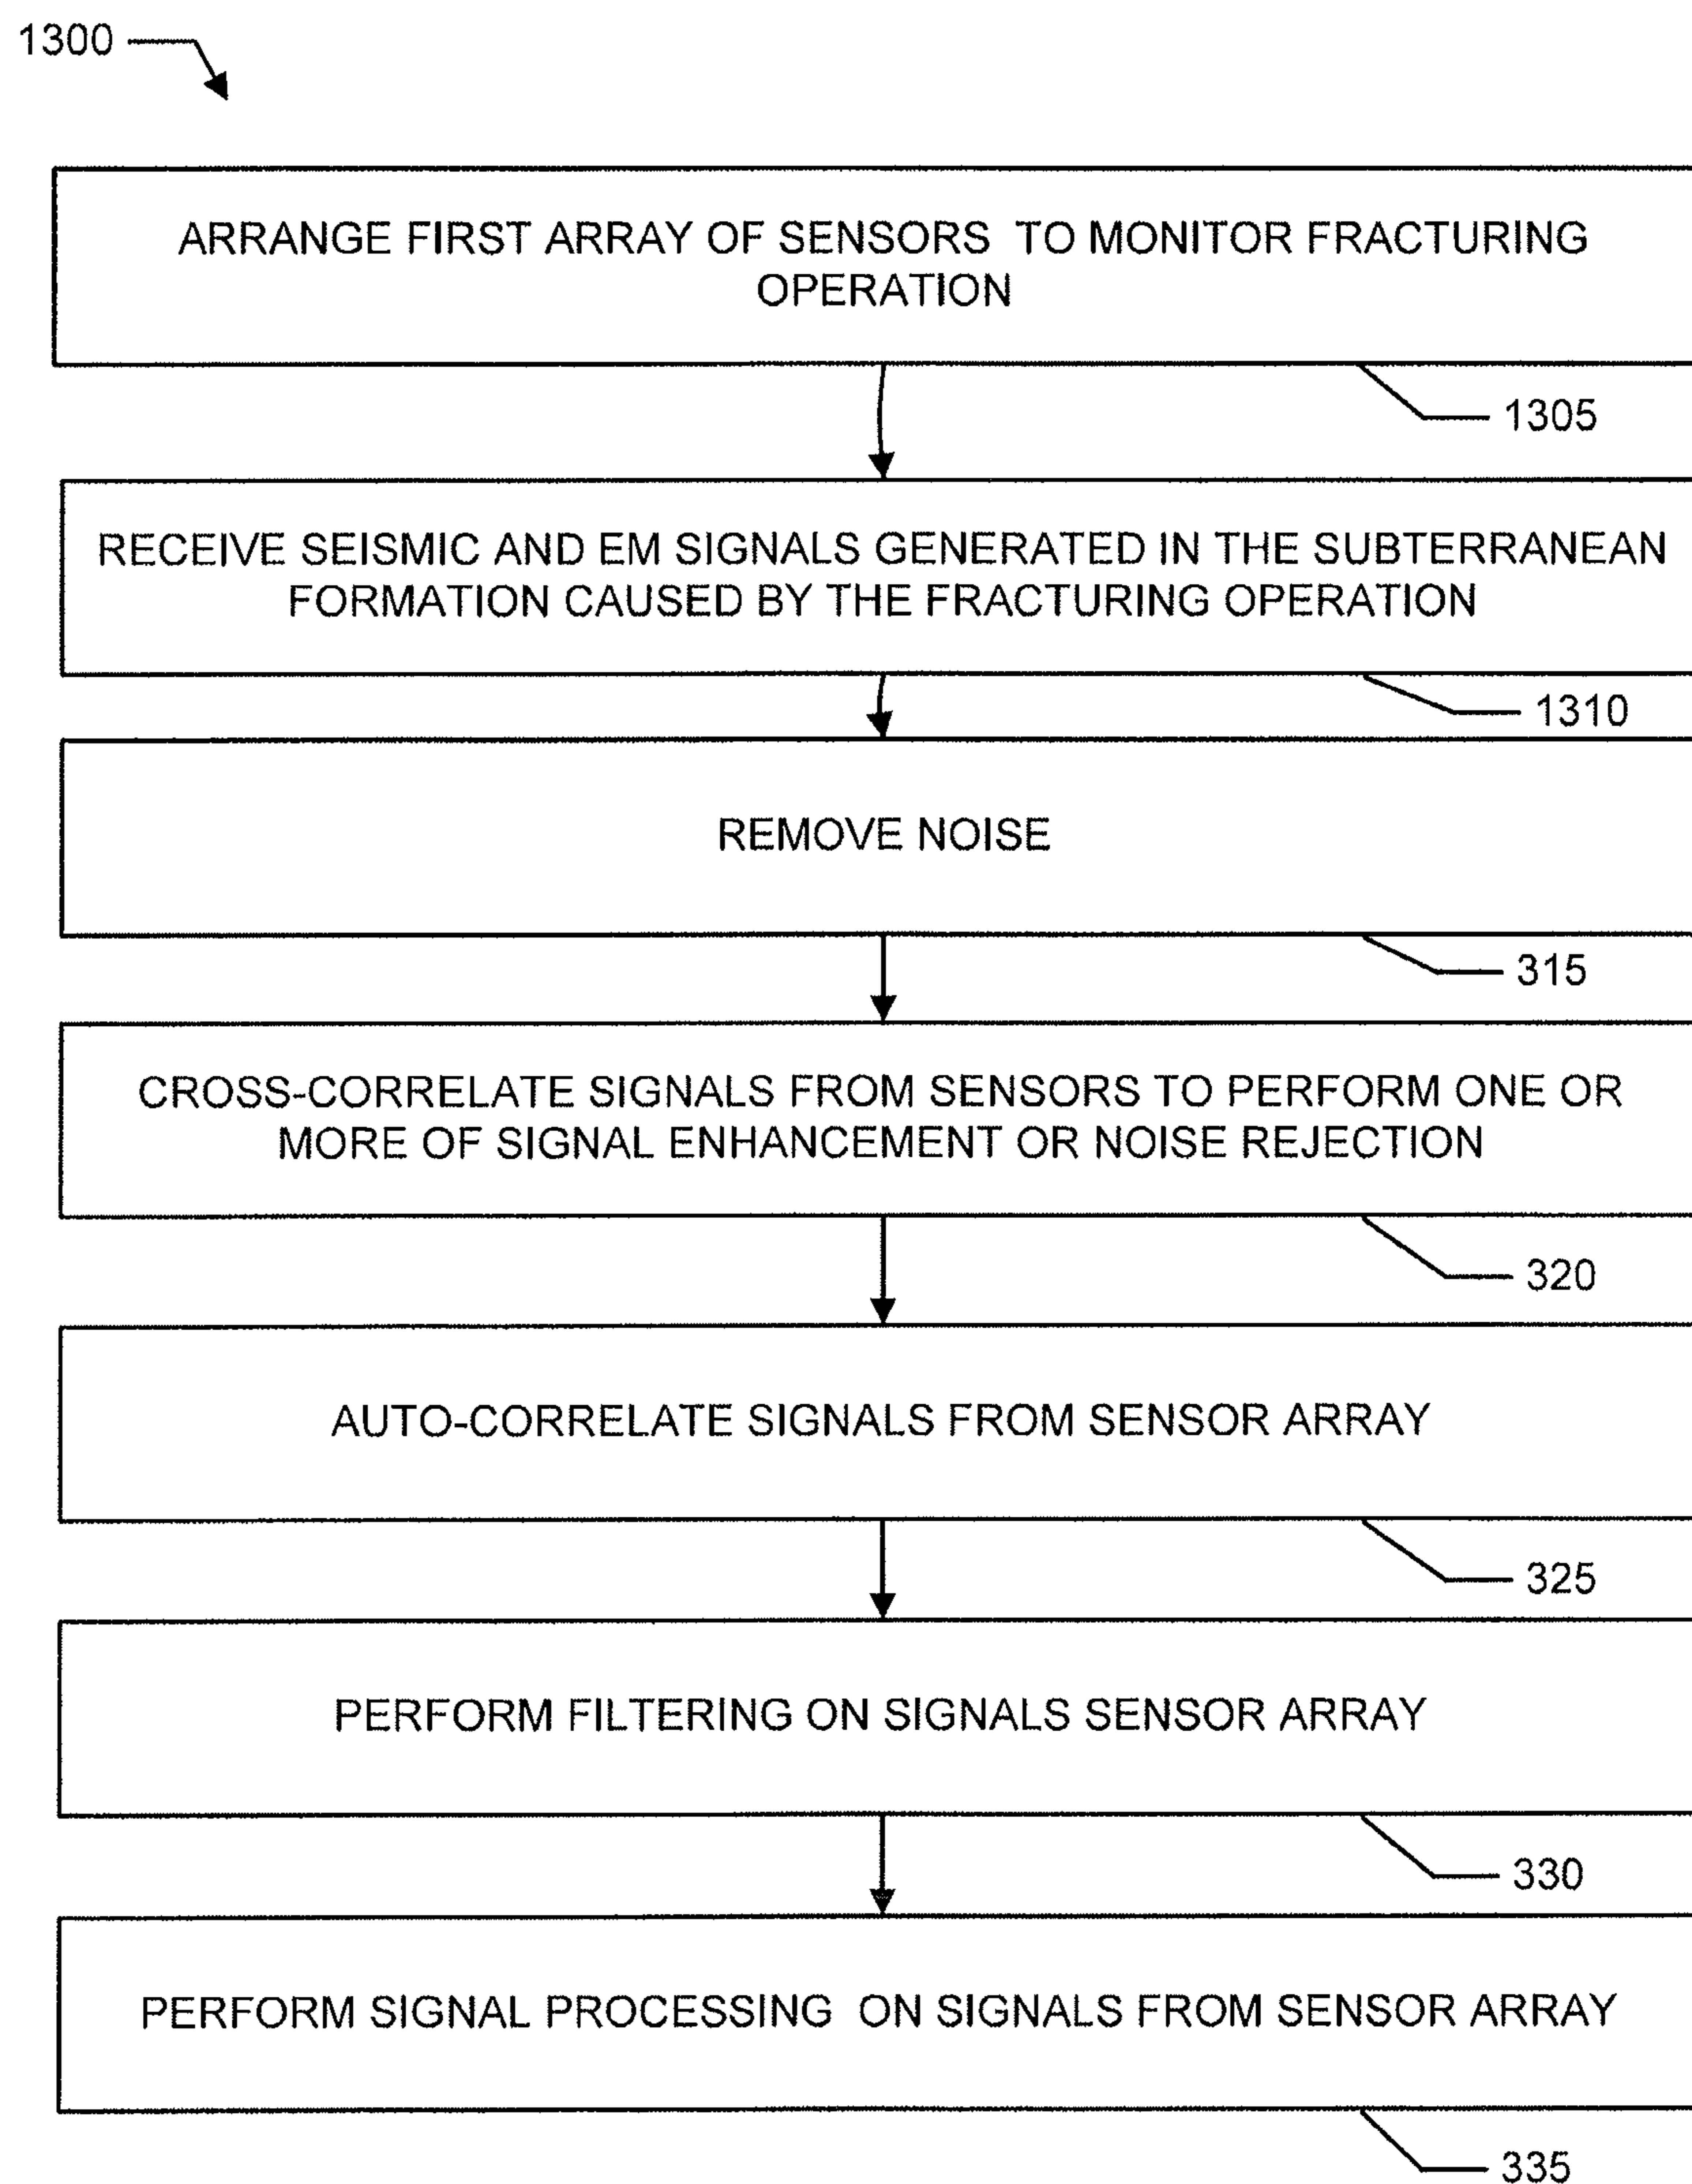 1300
ARRANGE FIRST ARRAY OF SENSORS TO MONITOR FRACTURING
OPERATION
1305
RECEIVE SEISMIC AND EM SIGNALS GENERATED IN THE SUBTERRANEAN
FORMATION CAUSED BY THE FRACTURING OPERATION
1310
REMOVE NOISE
315
CROSS-CORRELATE SIGNALS FROM SENSORS TO PERFORM ONE OR
MORE OF SIGNAL ENHANCEMENT OR NOISE REJECTION
320
AUTO-CORRELATE SIGNALS FROM SENSOR ARRAY
325
PERFORM FILTERING ON SIGNALS SENSOR ARRAY
330
PERFORM SIGNAL PROCESSING ON SIGNALS FROM SENSOR ARRAY
335